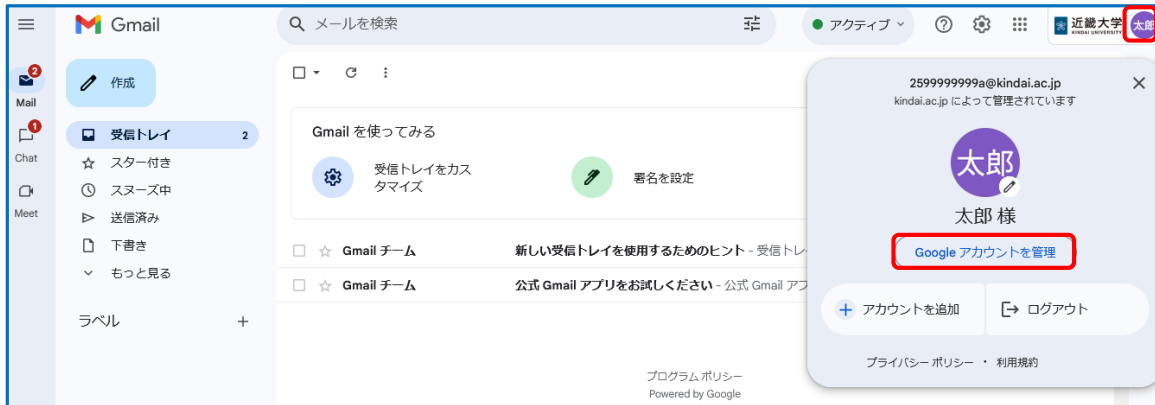 Gmail
メールを検索
アクティブ
近畿大学
KINDAI UNIVERSITY
太郎
2
Mail
1
Chat
Meet
作成
受信トレイ 2
スター付き
スヌーズ中
送信済み
下書き
もっと見る
ラベル +
Gmail を使ってみる
受信トレイをカス
タマイズ
署名を設定
Gmail チーム 新しい受信トレイを使用するためのヒント - 受信トレ
Gmail チーム 公式 Gmail アプリをお試しください - 公式 Gmail アプ
プログラム ポリシー
Powered by Google
2599999999a@kindai.ac.jp
kindai.ac.jp によって管理されています
太郎
太郎 様
Google アカウントを管理
アカウントを追加
ログアウト
プライバシー ポリシー ・ 利用規約